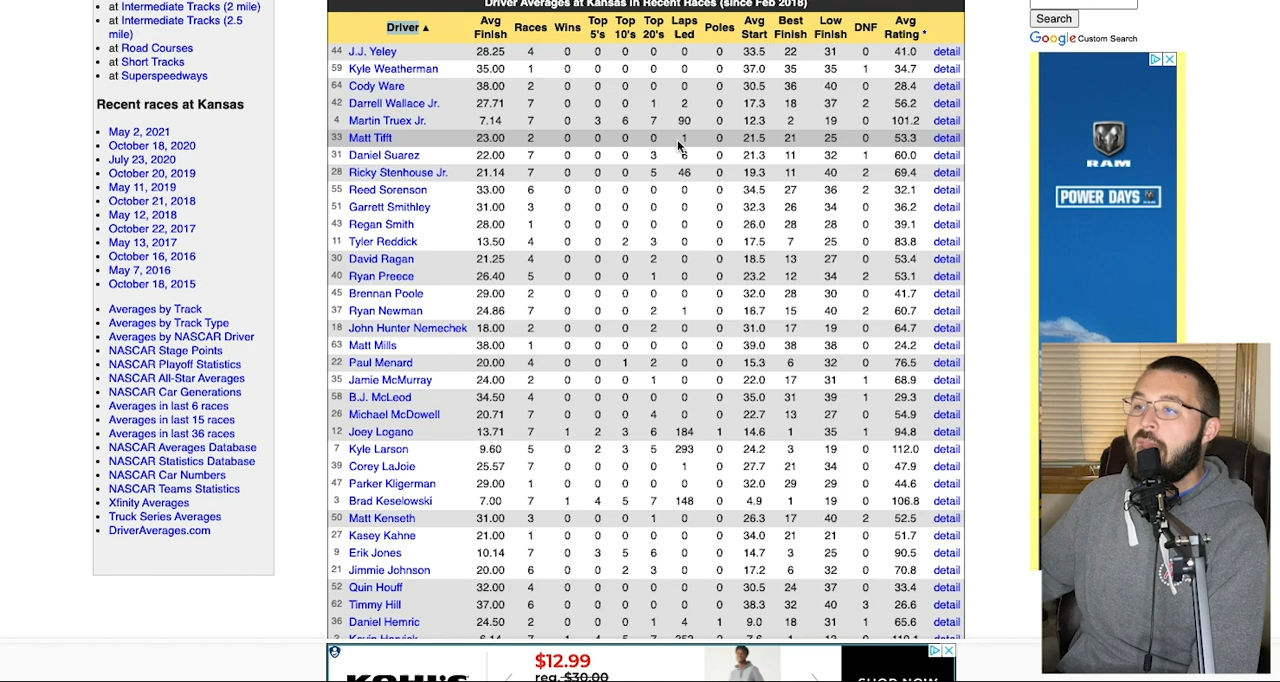 at Intermediate Tracks (2 mile)
at Intermediate Tracks (2.5
mile)
at Road Courses
at Short Tracks
at Superspeedways
Recent races at Kansas
May 2, 2021
October 18, 2020
July 23, 2020
October 20, 2019
May 11, 2019
October 21, 2018
May 12, 2018
October 22, 2017
May 13, 2017
October 16, 2016
May 7, 2016
October 18, 2015
Averages by Track
Averages by Track Type
Averages by NASCAR Driver
NASCAR Stage Points
NASCAR Playoff Statistics
NASCAR All-Star Averages
NASCAR Car Generations
Averages in last 6 races
Averages in last 15 races
Averages in last 36 races
NASCAR Averages Database
NASCAR Statistics Database
NASCAR Car Numbers
NASCAR Teams Statistics
Xfinity Averages
Truck Series Averages
DriverAverages.com
Driver Averages at Kansas in Recent Races (since Feb 2018)
Driver ▲ Avg Finish Races Wins Top 5's Top 10's Top 20's Laps Led Poles Avg Start Best Finish Low Finish DNF Avg Rating *
44 J.J. Yeley 28.25 4 0 0 0 0 0 0 33.5 22 31 0 41.0 detail
59 Kyle Weatherman 35.00 1 0 0 0 0 0 0 37.0 35 35 1 34.7 detail
64 Cody Ware 38.00 2 0 0 0 0 0 0 30.5 36 40 0 28.4 detail
42 Darrell Wallace Jr. 27.71 7 0 0 0 1 2 0 17.3 18 37 2 56.2 detail
4 Martin Truex Jr. 7.14 7 0 3 6 7 90 0 12.3 2 19 0 101.2 detail
33 Matt Tifft 23.00 2 0 0 0 0 1 0 21.5 21 25 0 53.3 detail
31 Daniel Suarez 22.00 7 0 0 0 3 6 0 21.3 11 32 1 60.0 detail
28 Ricky Stenhouse Jr. 21.14 7 0 0 0 5 46 0 19.3 11 40 2 69.4 detail
55 Reed Sorenson 33.00 6 0 0 0 0 0 0 34.5 27 36 2 32.1 detail
51 Garrett Smithley 31.00 3 0 0 0 0 0 0 32.3 26 34 0 36.2 detail
43 Regan Smith 28.00 1 0 0 0 0 0 0 26.0 28 28 0 39.1 detail
11 Tyler Reddick 13.50 4 0 0 2 3 0 0 17.5 7 25 0 83.8 detail
30 David Ragan 21.25 4 0 0 0 2 0 0 18.5 13 27 0 53.4 detail
40 Ryan Preece 26.40 5 0 0 0 1 0 0 23.2 12 34 2 53.1 detail
45 Brennan Poole 29.00 2 0 0 0 0 0 0 32.0 28 30 0 41.7 detail
37 Ryan Newman 24.86 7 0 0 0 2 1 0 16.7 15 40 2 60.7 detail
18 John Hunter Nemechek 18.00 2 0 0 0 2 0 0 31.0 17 19 0 64.7 detail
63 Matt Mills 38.00 1 0 0 0 0 0 0 39.0 38 38 0 24.2 detail
22 Paul Menard 20.00 4 0 0 1 2 0 0 15.3 6 32 0 76.5 detail
35 Jamie McMurray 24.00 2 0 0 0 1 0 0 22.0 17 31 1 68.9 detail
58 B.J. McLeod 34.50 4 0 0 0 0 0 0 35.0 31 39 1 29.3 detail
26 Michael McDowell 20.71 7 0 0 0 4 0 0 22.7 13 27 0 54.9 detail
12 Joey Logano 13.71 7 1 2 3 6 184 1 14.6 1 35 1 94.8 detail
7 Kyle Larson 9.60 5 0 2 3 5 293 0 24.2 3 19 0 112.0 detail
39 Corey LaJoie 25.57 7 0 0 0 0 1 0 27.7 21 34 0 47.9 detail
47 Parker Kligerman 29.00 1 0 0 0 0 0 0 32.0 29 29 0 44.6 detail
3 Brad Keselowski 7.00 7 1 4 5 7 148 0 4.9 1 19 0 106.8 detail
50 Matt Kenseth 31.00 3 0 0 0 1 0 0 26.3 17 40 2 52.5 detail
27 Kasey Kahne 21.00 1 0 0 0 0 0 0 34.0 21 21 0 51.7 detail
9 Erik Jones 10.14 7 0 3 5 6 0 0 14.7 3 25 0 90.5 detail
21 Jimmie Johnson 20.00 6 0 0 2 3 0 0 17.2 6 32 0 70.8 detail
52 Quin Houff 32.00 4 0 0 0 0 0 0 30.5 24 37 0 33.4 detail
62 Timmy Hill 37.00 6 0 0 0 0 0 0 38.3 32 40 3 26.6 detail
36 Daniel Hemric 24.50 2 0 0 0 1 4 1 9.0 18 31 1 65.6 detail
Search
Google Custom Search
RAM
POWER DAYS
$12.99
reg. $30.00
KOHL'S
SHOP NOW